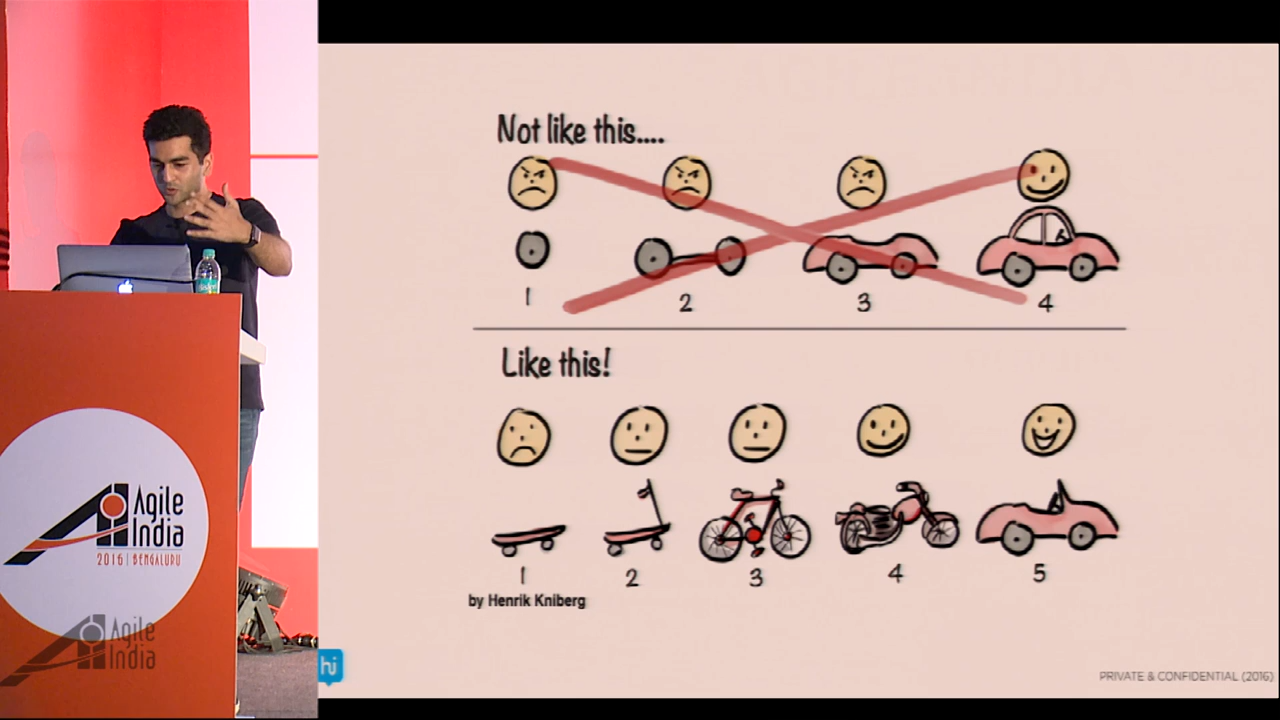 Not like this....
1
2
3
4
Like this!
1
2
3
4
5
by Henrik Kniberg
hi
PRIVATE & CONFIDENTIAL (2016)
Agile
India
2016 | BENGALURU
Agile
India